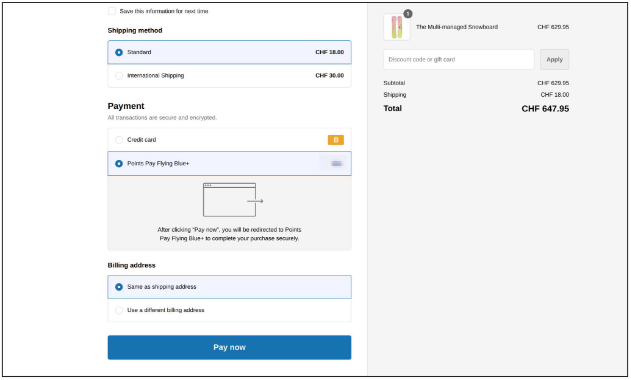 Save this information for next time
Shipping method
Standard CHF 18.00
International Shipping CHF 30.00
Payment
All transactions are secure and encrypted.
Credit card B
Points Pay Flying Blue+
After clicking “Pay now”, you will be redirected to Points
Pay Flying Blue+ to complete your purchase securely.
Billing address
Same as shipping address
Use a different billing address
Pay now
1
The Multi-managed Snowboard CHF 629.95
Discount code or gift card Apply
Subtotal CHF 629.95
Shipping CHF 18.00
Total CHF 647.95